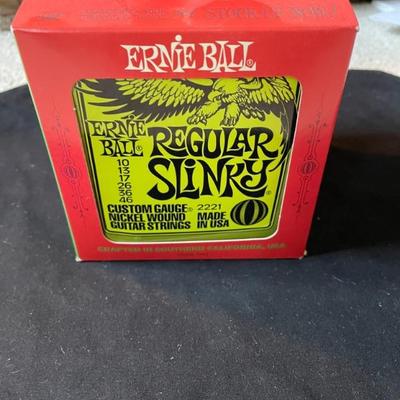 ERNIE BALL®
ERNIE
BALL®
REGULAR
SLINKY®
10
13
17
26
36
46
CUSTOM GAUGE®
NICKEL WOUND
GUITAR STRINGS
2221
MADE
IN USA
CRAFTED IN SOUTHERN CALIFORNIA, USA